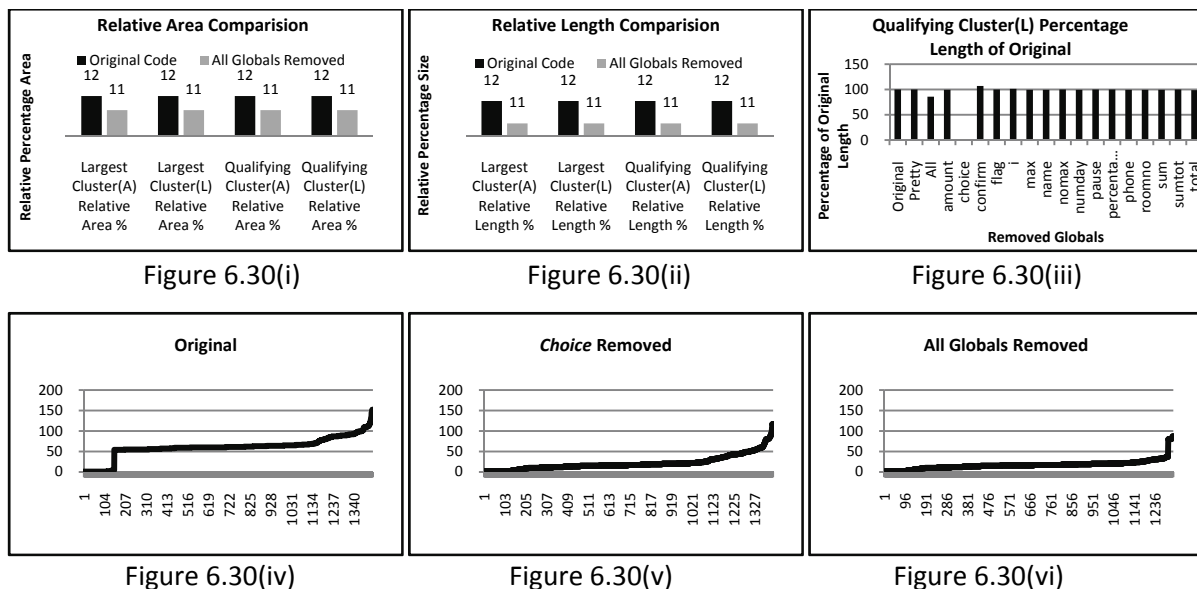 Relative Area Comparision
Relative Percentage Area
Original Code
All Globals Removed
12
11
12
11
12
11
12
11
Largest Cluster(A) Relative Area %
Largest Cluster(L) Relative Area %
Qualifying Cluster(A) Relative Area %
Qualifying Cluster(L) Relative Area %
Figure 6.30(i)
Relative Length Comparision
Relative Percentage Size
Original Code
All Globals Removed
12
11
12
11
12
11
12
11
Largest Cluster(A) Relative Length %
Largest Cluster(L) Relative Length %
Qualifying Cluster(A) Relative Length %
Qualifying Cluster(L) Relative Length %
Figure 6.30(ii)
Qualifying Cluster(L) Percentage
Length of Original
Percentage of Original Length
150
100
50
0
Original
Pretty
All
amount
choice
confirm
flag
i
max
name
nomax
numday
pause
percenta...
phone
roomno
sum
sumtot
total
Removed Globals
Figure 6.30(iii)
Original
200
150
100
50
0
1
104
207
310
413
516
619
722
825
928
1031
1134
1237
1340
Figure 6.30(iv)
Choice Removed
200
150
100
50
0
1
103
205
307
409
511
613
715
817
919
1021
1123
1225
1327
Figure 6.30(v)
All Globals Removed
200
150
100
50
0
1
96
191
286
381
476
571
666
761
856
951
1046
1141
1236
Figure 6.30(vi)